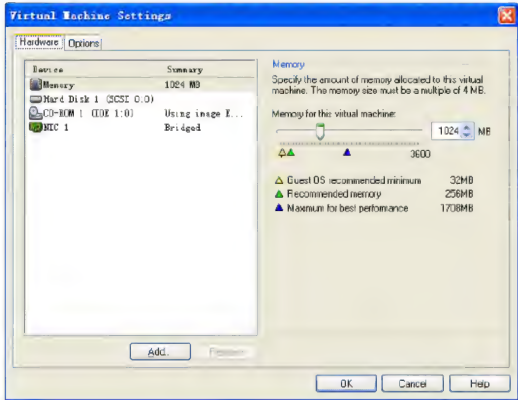 Virtual Machine Settings
Hardware Options
Device Summary
Memory 1024 MB
Hard Disk 1 (SCSI 0:0)
CD-ROM 1 (IDE 1:0) Using image E...
NIC 1 Bridged
Add...
Remove
Memory
Specify the amount of memory allocated to this virtual
machine. The memory size must be a multiple of 4 MB.
Memory for this virtual machine:
1024 MB
3600
Guest OS recommended minimum 32MB
Recommended memory 256MB
Maximum for best performance 1708MB
OK Cancel Help